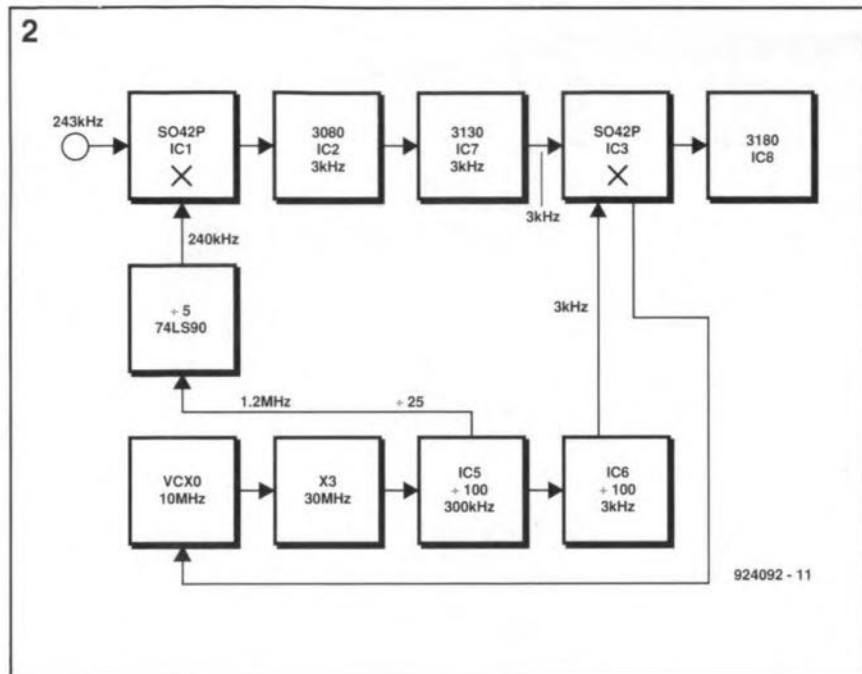 2
243kHz
SO42P
IC1
X
3080
IC2
3kHz
3130
IC7
3kHz
SO42P
IC3
X
3180
IC8
3kHz
240kHz
3kHz
÷ 5
74LS90
1.2MHz
÷ 25
VCX0
10MHz
X3
30MHz
IC5
÷ 100
300kHz
IC6
÷ 100
3kHz
924092 - 11